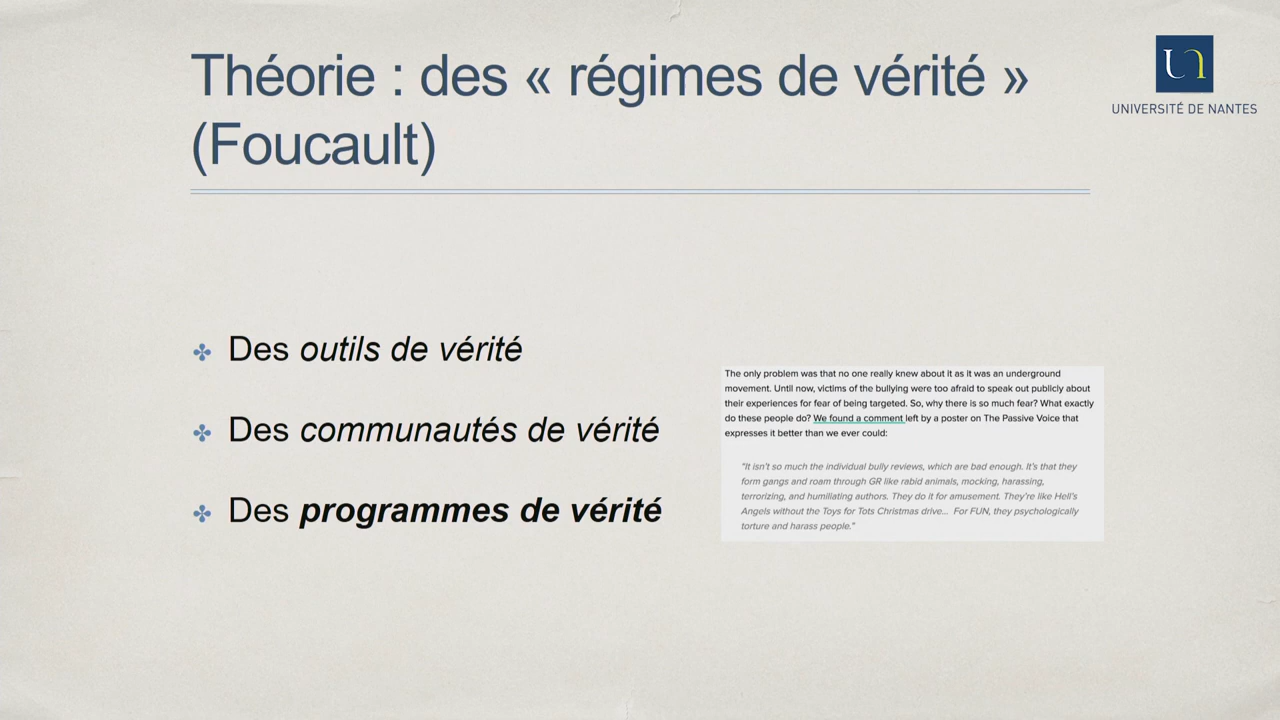 Théorie : des « régimes de vérité »
(Foucault)
UN
UNIVERSITÉ DE NANTES
Des outils de vérité
Des communautés de vérité
Des programmes de vérité
The only problem was that no one really knew about it as it was an underground
movement. Until now, victims of the bullying were too afraid to speak out publicly about
their experiences for fear of being targeted. So, why there is so much fear? What exactly
do these people do? We found a comment left by a poster on The Passive Voice that
expresses it better than we ever could:
"It isn't so much the individual bully reviews, which are bad enough. It's that they
form gangs and roam through GR like rabid animals, mocking, harassing,
terrorizing, and humiliating authors. They do it for amusement. They're like Hell's
Angels without the Toys for Tots Christmas drive... For FUN, they psychologically
torture and harass people."